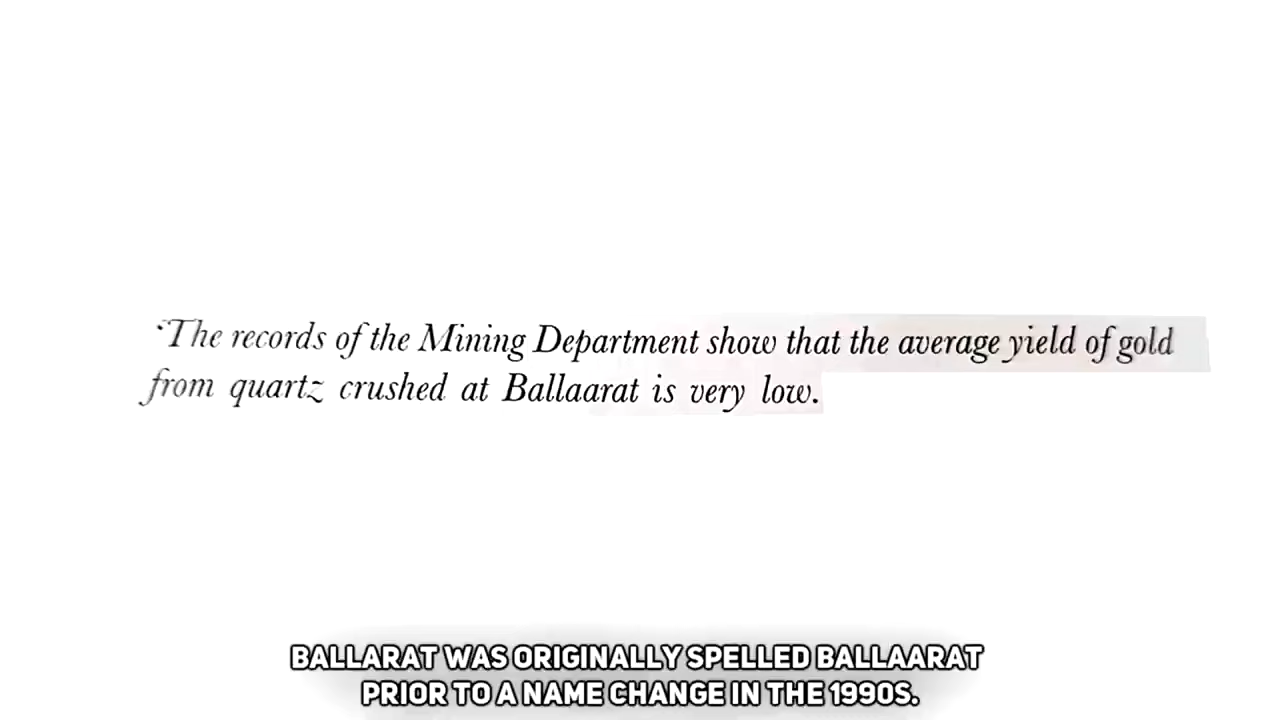 “The records of the Mining Department show that the average yield of gold
from quartz crushed at Ballaarat is very low.
BALLARAT WAS ORIGINALLY SPELLED BALLAARAT
PRIOR TO A NAME CHANGE IN THE 1990S.